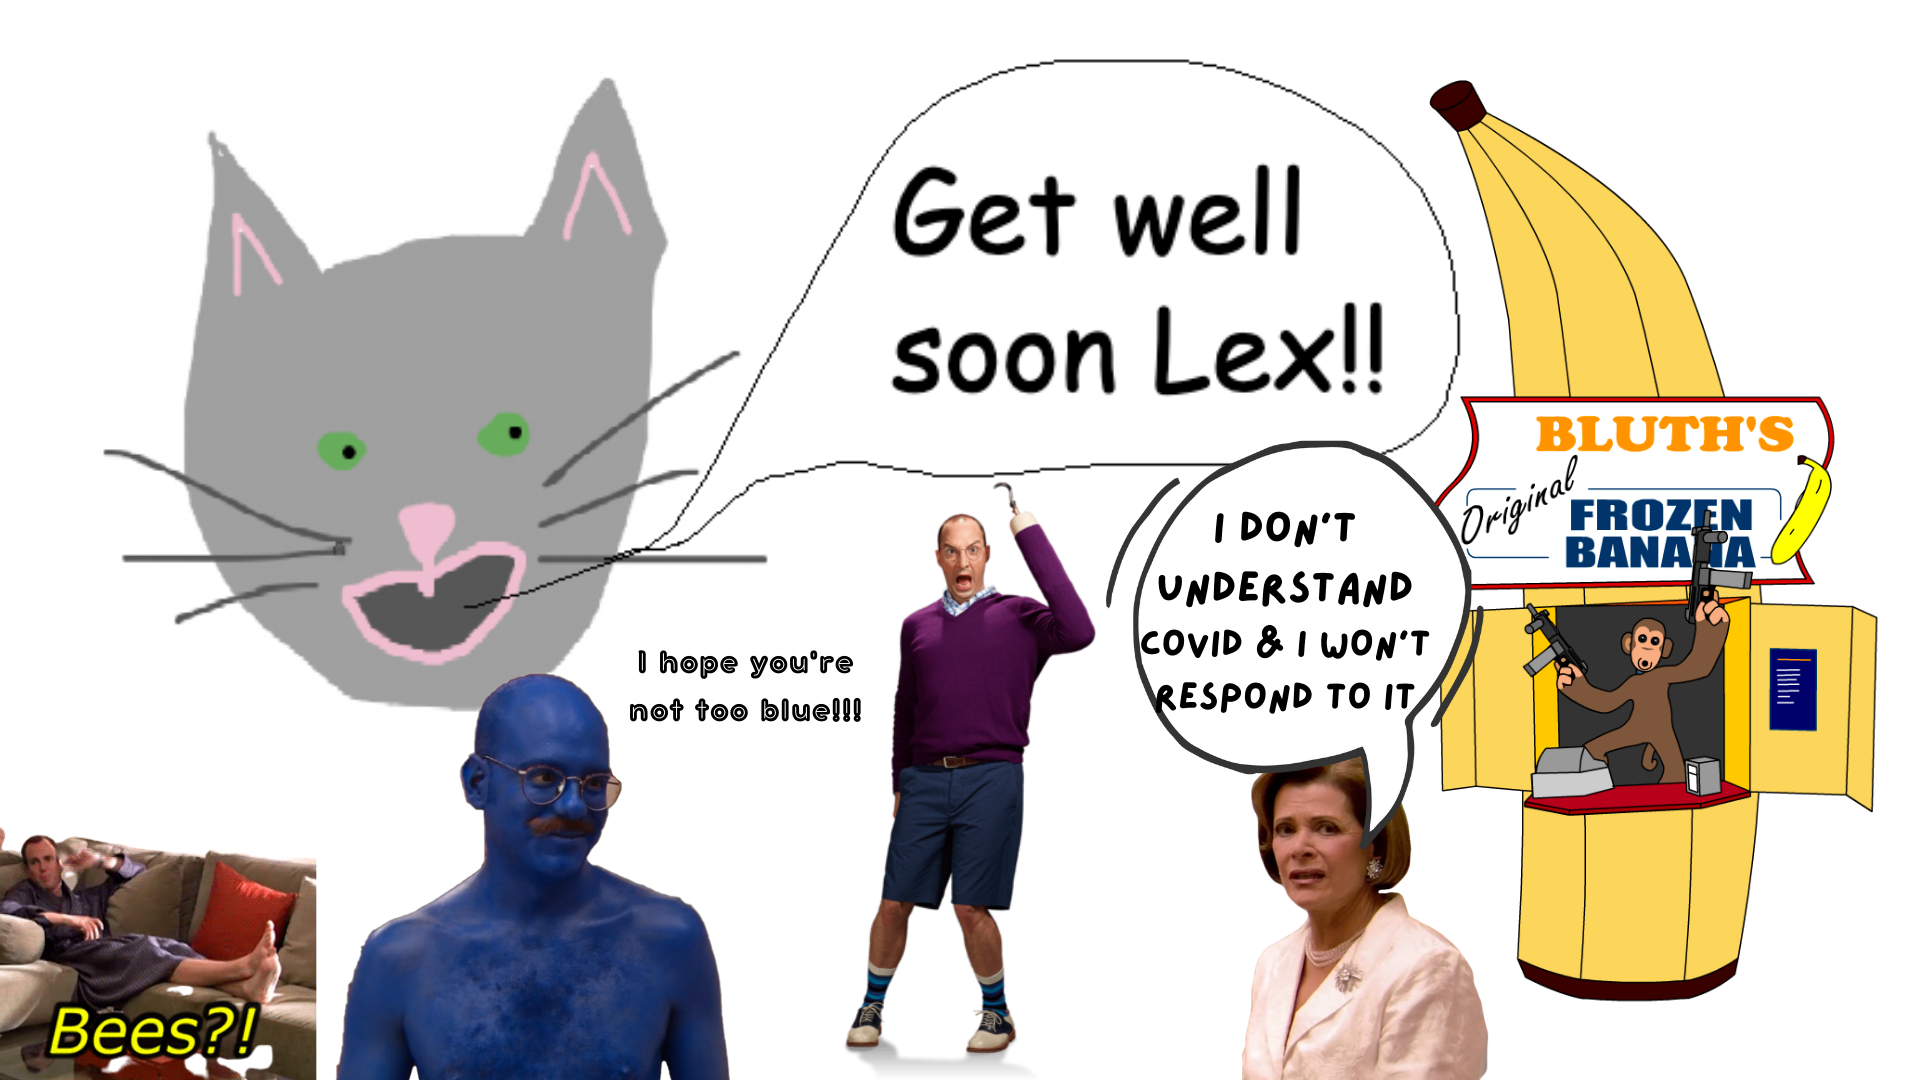 Get well
soon Lex!!
BLUTH'S
Original
FROZEN
BANANA
I DON'T
UNDERSTAND
COVID & I WON'T
RESPOND TO IT
I hope you're
not too blue!!!
Bees?!